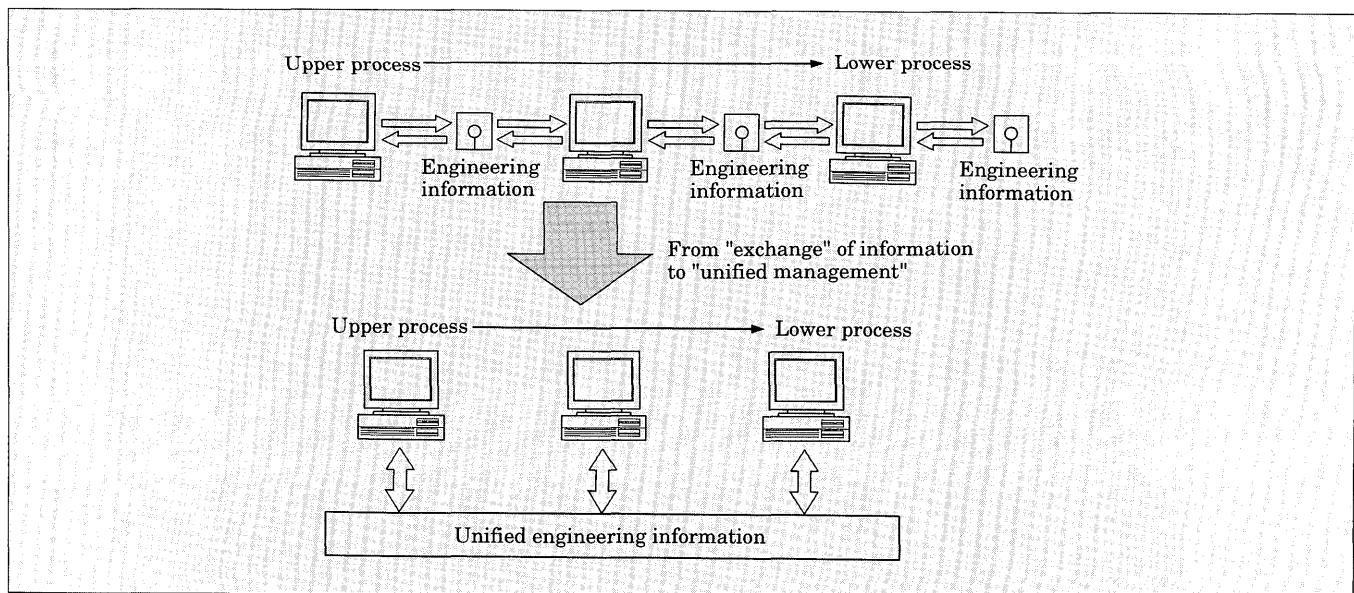 Upper process
Lower process
Engineering
information
Engineering
information
Engineering
information
From "exchange" of information
to "unified management"
Upper process
Lower process
Unified engineering information